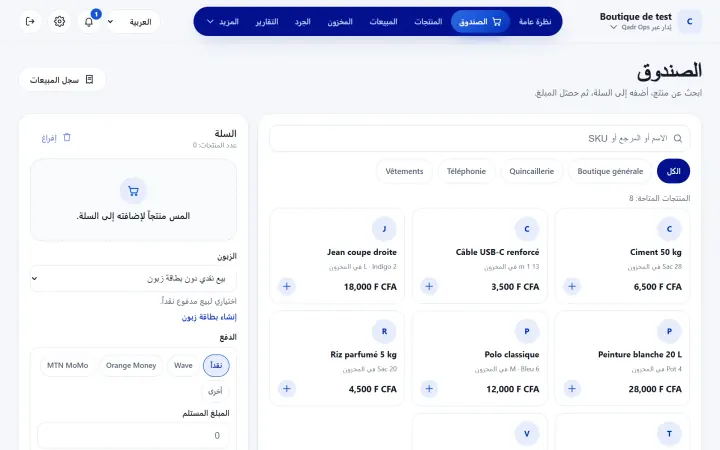 C
Boutique de test
يُدار عبر Qadr Ops
نظرة عامة
الصندوق
المنتجات
المبيعات
المخزون
الجرد
التقارير
المزيد
العربية
1
الصندوق
ابحث عن منتج، أضفه إلى السلة، ثم حصّل المبلغ.
سجل المبيعات
الاسم أو المرجع أو SKU
الكل
Boutique générale
Quincaillerie
Téléphonie
Vêtements
المنتجات المتاحة: 8
C
Ciment 50 kg
28 Sac في المخزون
6,500 F CFA
C
Câble USB-C renforcé
13 m 1 في المخزون
3,500 F CFA
J
Jean coupe droite
2 L · Indigo في المخزون
18,000 F CFA
P
Peinture blanche 20 L
4 Pot في المخزون
28,000 F CFA
P
Polo classique
6 M · Bleu في المخزون
12,000 F CFA
R
Riz parfumé 5 kg
20 Sac في المخزون
4,500 F CFA
T
V
السلة
عدد المنتجات: 0
إفراغ
المس منتجاً لإضافته إلى السلة.
الزبون
بيع نقدي دون بطاقة زبون
اختياري لبيع مدفوع نقداً.
إنشاء بطاقة زبون
الدفع
نقداً
Wave
Orange Money
MTN MoMo
أخرى
المبلغ المستلم
0